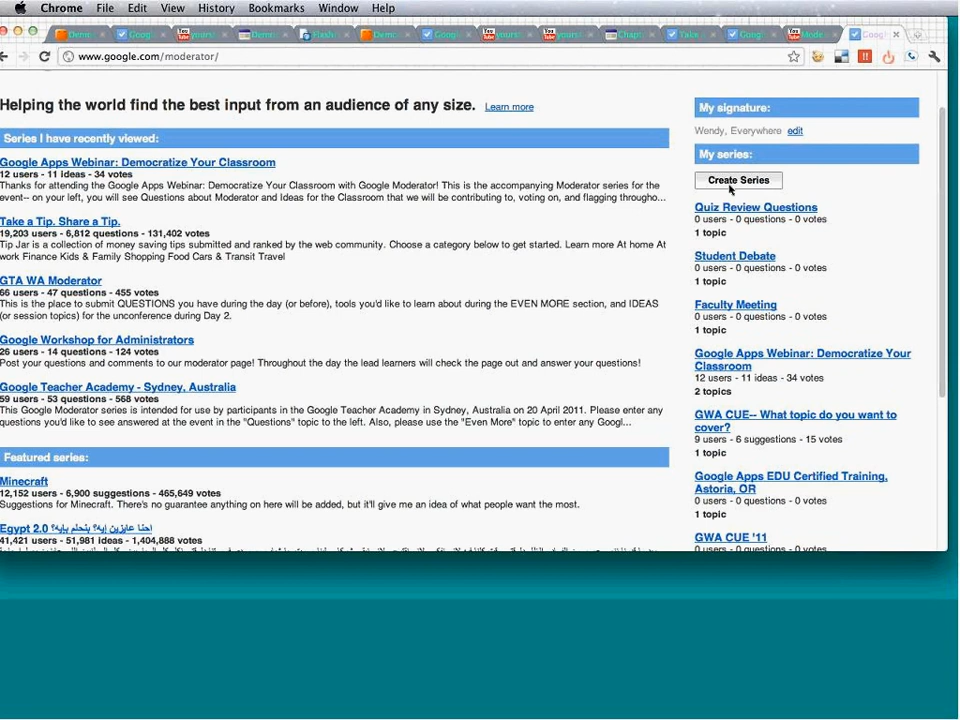 Chrome File Edit View History Bookmarks Window Help
www.google.com/moderator/
Helping the world find the best input from an audience of any size. Learn more
Series I have recently viewed:
Google Apps Webinar: Democratize Your Classroom
12 users - 11 ideas - 34 votes
Thanks for attending the Google Apps Webinar: Democratize Your Classroom with Google Moderator! This is the accompanying Moderator series for the
event-- on your left, you will see Questions about Moderator and Ideas for the Classroom that we will be contributing to, voting on, and flagging througho...
Take a Tip. Share a Tip.
19,203 users - 6,812 questions - 131,402 votes
Tip Jar is a collection of money saving tips submitted and ranked by the web community. Choose a category below to get started. Learn more At home At
work Finance Kids & Family Shopping Food Cars & Transit Travel
GTA WA Moderator
66 users - 47 questions - 455 votes
This is the place to submit QUESTIONS you have during the day (or before), tools you'd like to learn about during the EVEN MORE section, and IDEAS
(or session topics) for the unconference during Day 2.
Google Workshop for Administrators
26 users - 14 questions - 124 votes
Post your questions and comments to our moderator page! Throughout the day the lead learners will check the page out and answer your questions!
Google Teacher Academy - Sydney, Australia
59 users - 53 questions - 568 votes
This Google Moderator series is intended for use by participants in the Google Teacher Academy in Sydney, Australia on 20 April 2011. Please enter any
questions you'd like to see answered at the event in the "Questions" topic to the left. Also, please use the "Even More" topic to enter any Googl...
Featured series:
Minecraft
12,152 users - 6,900 suggestions - 465,649 votes
Suggestions for Minecraft. There's no guarantee anything on here will be added, but it'll give me an idea of what people want the most.
Egypt 2.0 احنا عايزين إيه؟ بنحلم بإيه؟
41,421 users - 51,981 ideas - 1,404,888 votes
My signature:
Wendy, Everywhere edit
My series:
Create Series
Quiz Review Questions
0 users - 0 questions - 0 votes
1 topic
Student Debate
0 users - 0 questions - 0 votes
1 topic
Faculty Meeting
0 users - 0 questions - 0 votes
1 topic
Google Apps Webinar: Democratize Your
Classroom
12 users - 11 ideas - 34 votes
2 topics
GWA CUE-- What topic do you want to
cover?
9 users - 6 suggestions - 15 votes
1 topic
Google Apps EDU Certified Training,
Astoria, OR
0 users - 0 questions - 0 votes
1 topic
GWA CUE '11
0 users - 0 questions - 0 votes